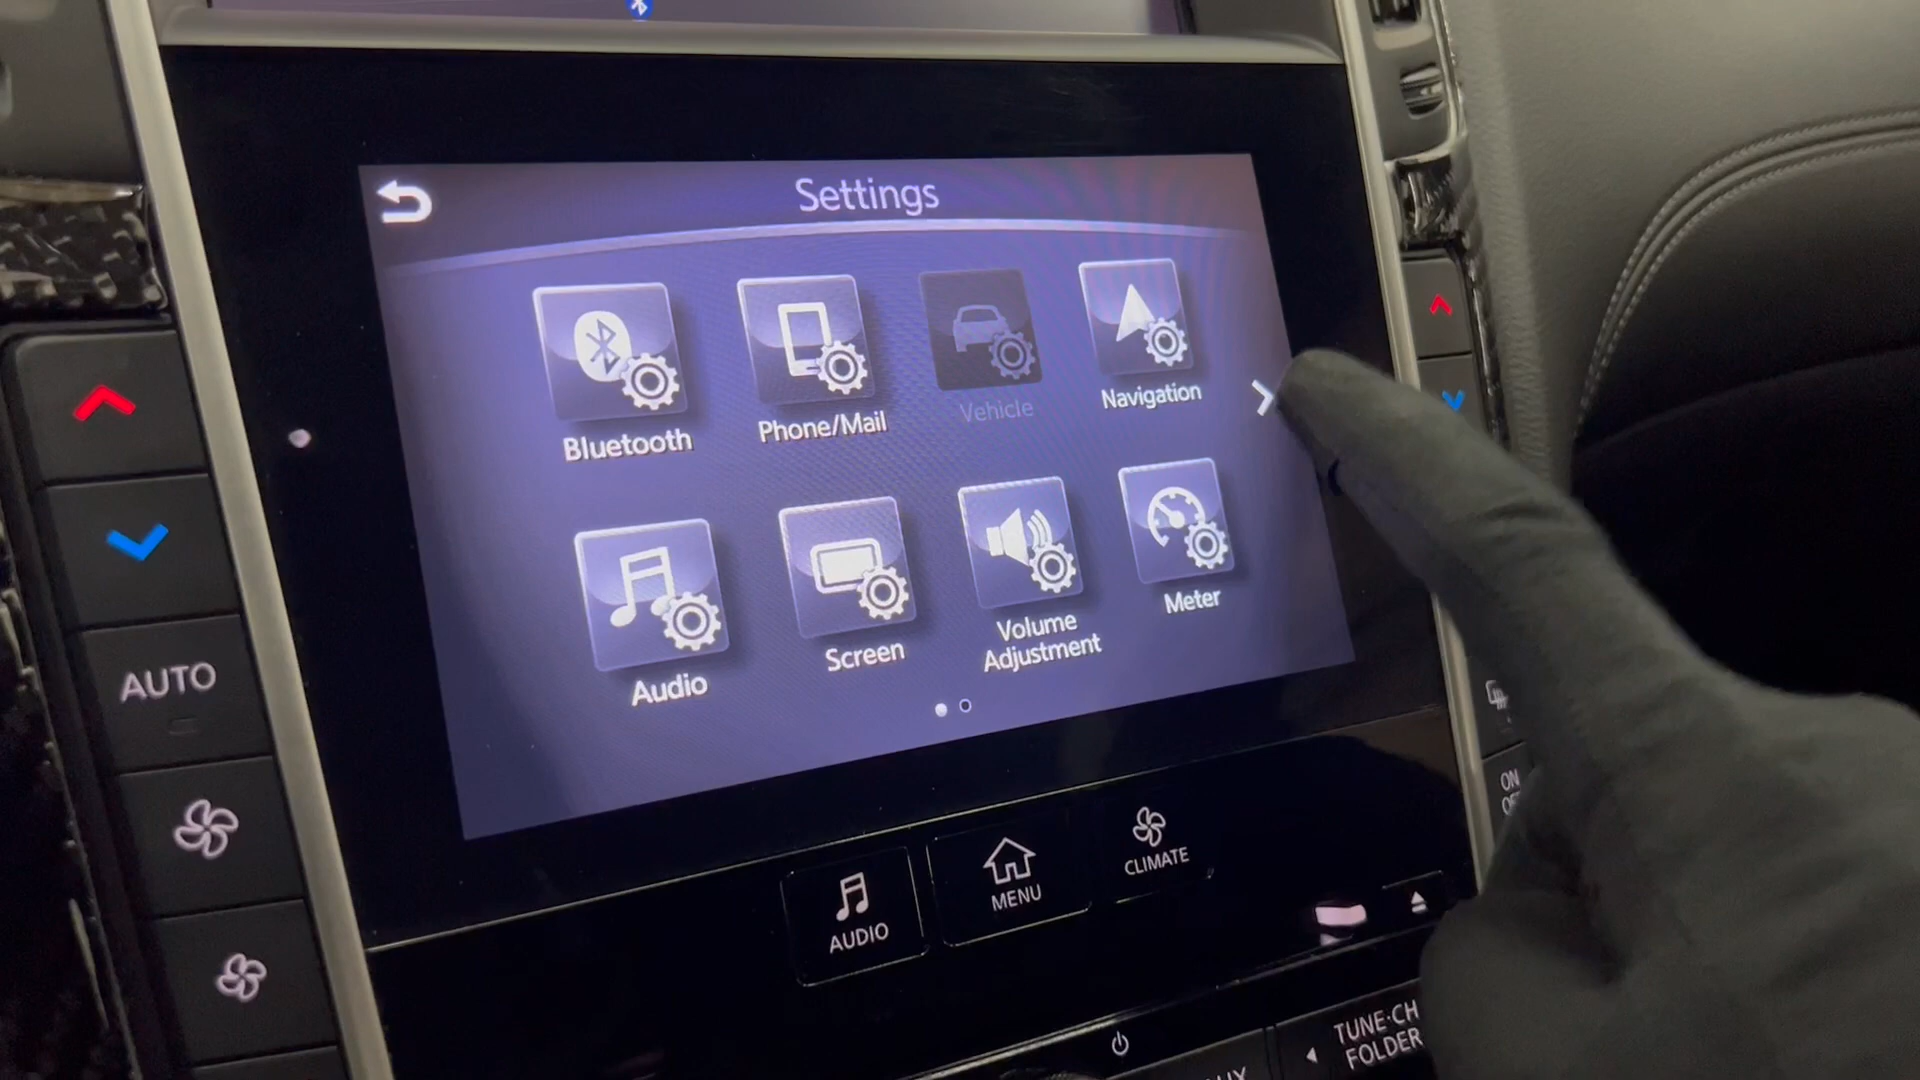 Settings
Bluetooth
Phone/Mail
Vehicle
Navigation
Audio
Screen
Volume
Adjustment
Meter
AUTO
AUDIO
MENU
CLIMATE
ON
TUNE·CH
FOLDER